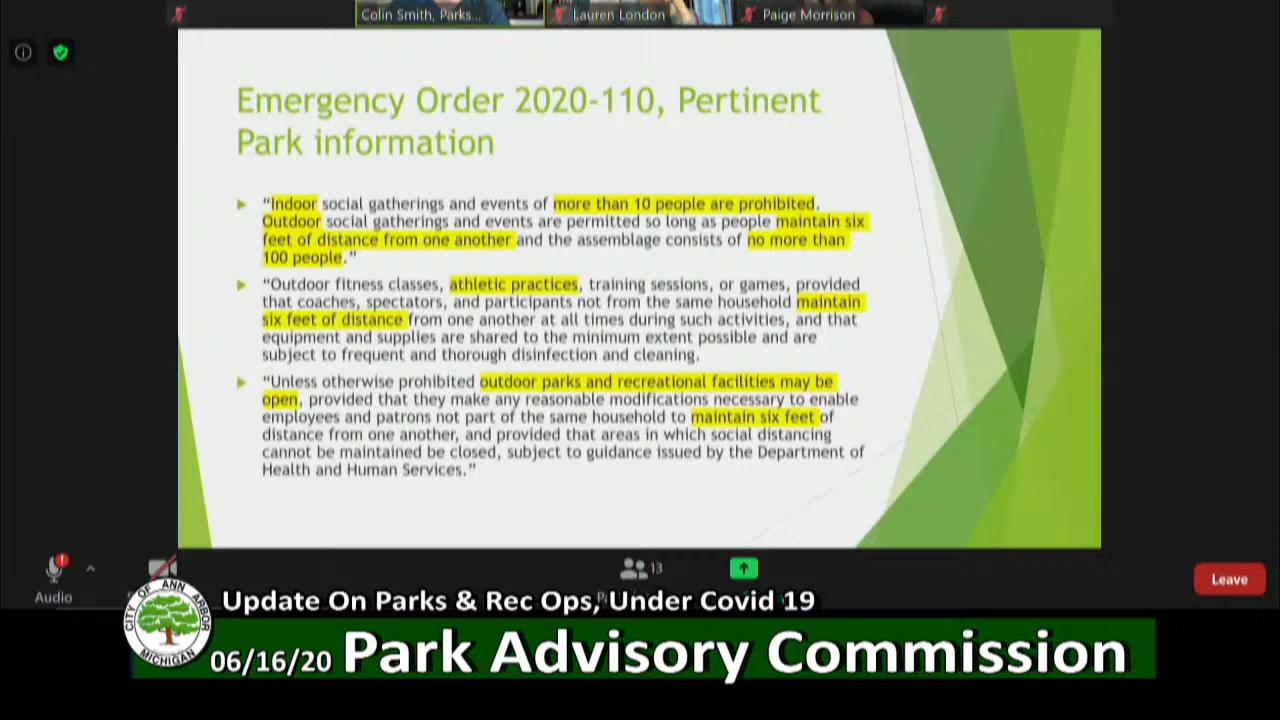 Colin Smith, Parks...
Lauren London
Paige Morrison
Emergency Order 2020-110, Pertinent
Park information
“Indoor social gatherings and events of more than 10 people are prohibited.
Outdoor social gatherings and events are permitted so long as people maintain six
feet of distance from one another and the assemblage consists of no more than
100 people.”
“Outdoor fitness classes, athletic practices, training sessions, or games, provided
that coaches, spectators, and participants not from the same household maintain
six feet of distance from one another at all times during such activities, and that
equipment and supplies are shared to the minimum extent possible and are
subject to frequent and thorough disinfection and cleaning.
“Unless otherwise prohibited outdoor parks and recreational facilities may be
open, provided that they make any reasonable modifications necessary to enable
employees and patrons not part of the same household to maintain six feet of
distance from one another, and provided that areas in which social distancing
cannot be maintained be closed, subject to guidance issued by the Department of
Health and Human Services.”
13
Audio
Leave
CITY OF ANN ARBOR
MICHIGAN
Update On Parks & Rec Ops, Under Covid 19
06/16/20 Park Advisory Commission